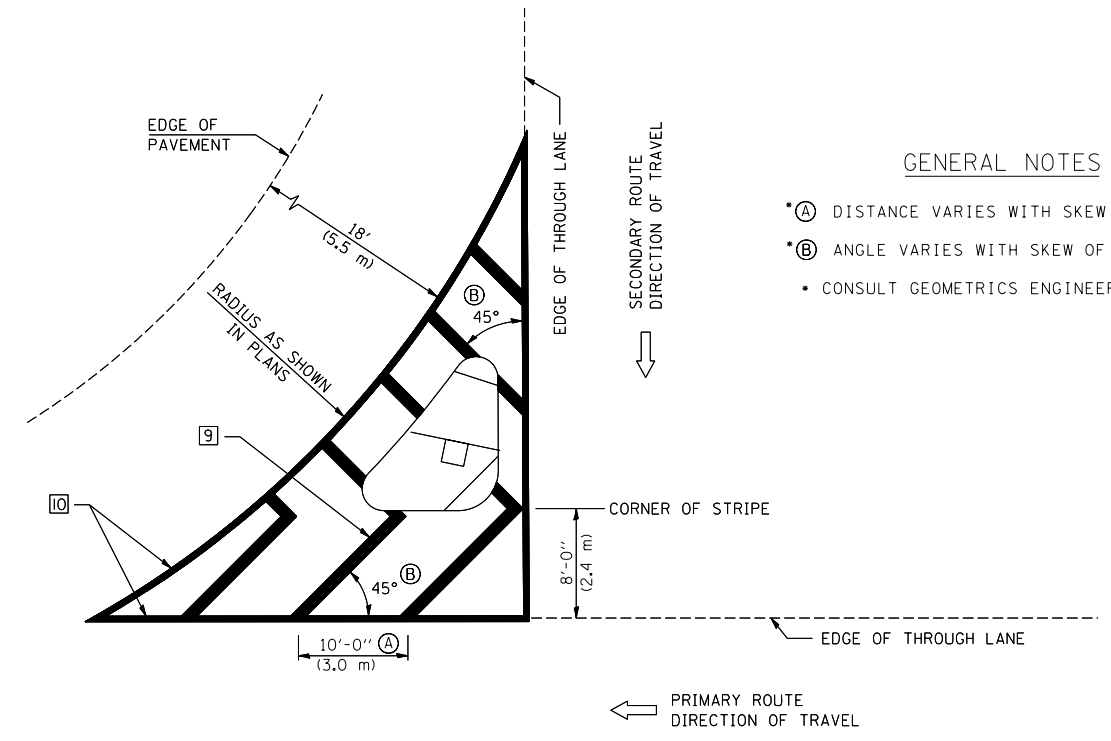 EDGE OF
PAVEMENT
18'
(5.5 m)
RADIUS AS SHOWN
IN PLANS
9
10
B
45°
EDGE OF THROUGH LANE
SECONDARY ROUTE
DIRECTION OF TRAVEL
GENERAL NOTES
*A DISTANCE VARIES WITH SKEW
*B ANGLE VARIES WITH SKEW OF
* CONSULT GEOMETRICS ENGINEER
CORNER OF STRIPE
8'-0"
(2.4 m)
45° B
10'-0" A
(3.0 m)
EDGE OF THROUGH LANE
PRIMARY ROUTE
DIRECTION OF TRAVEL